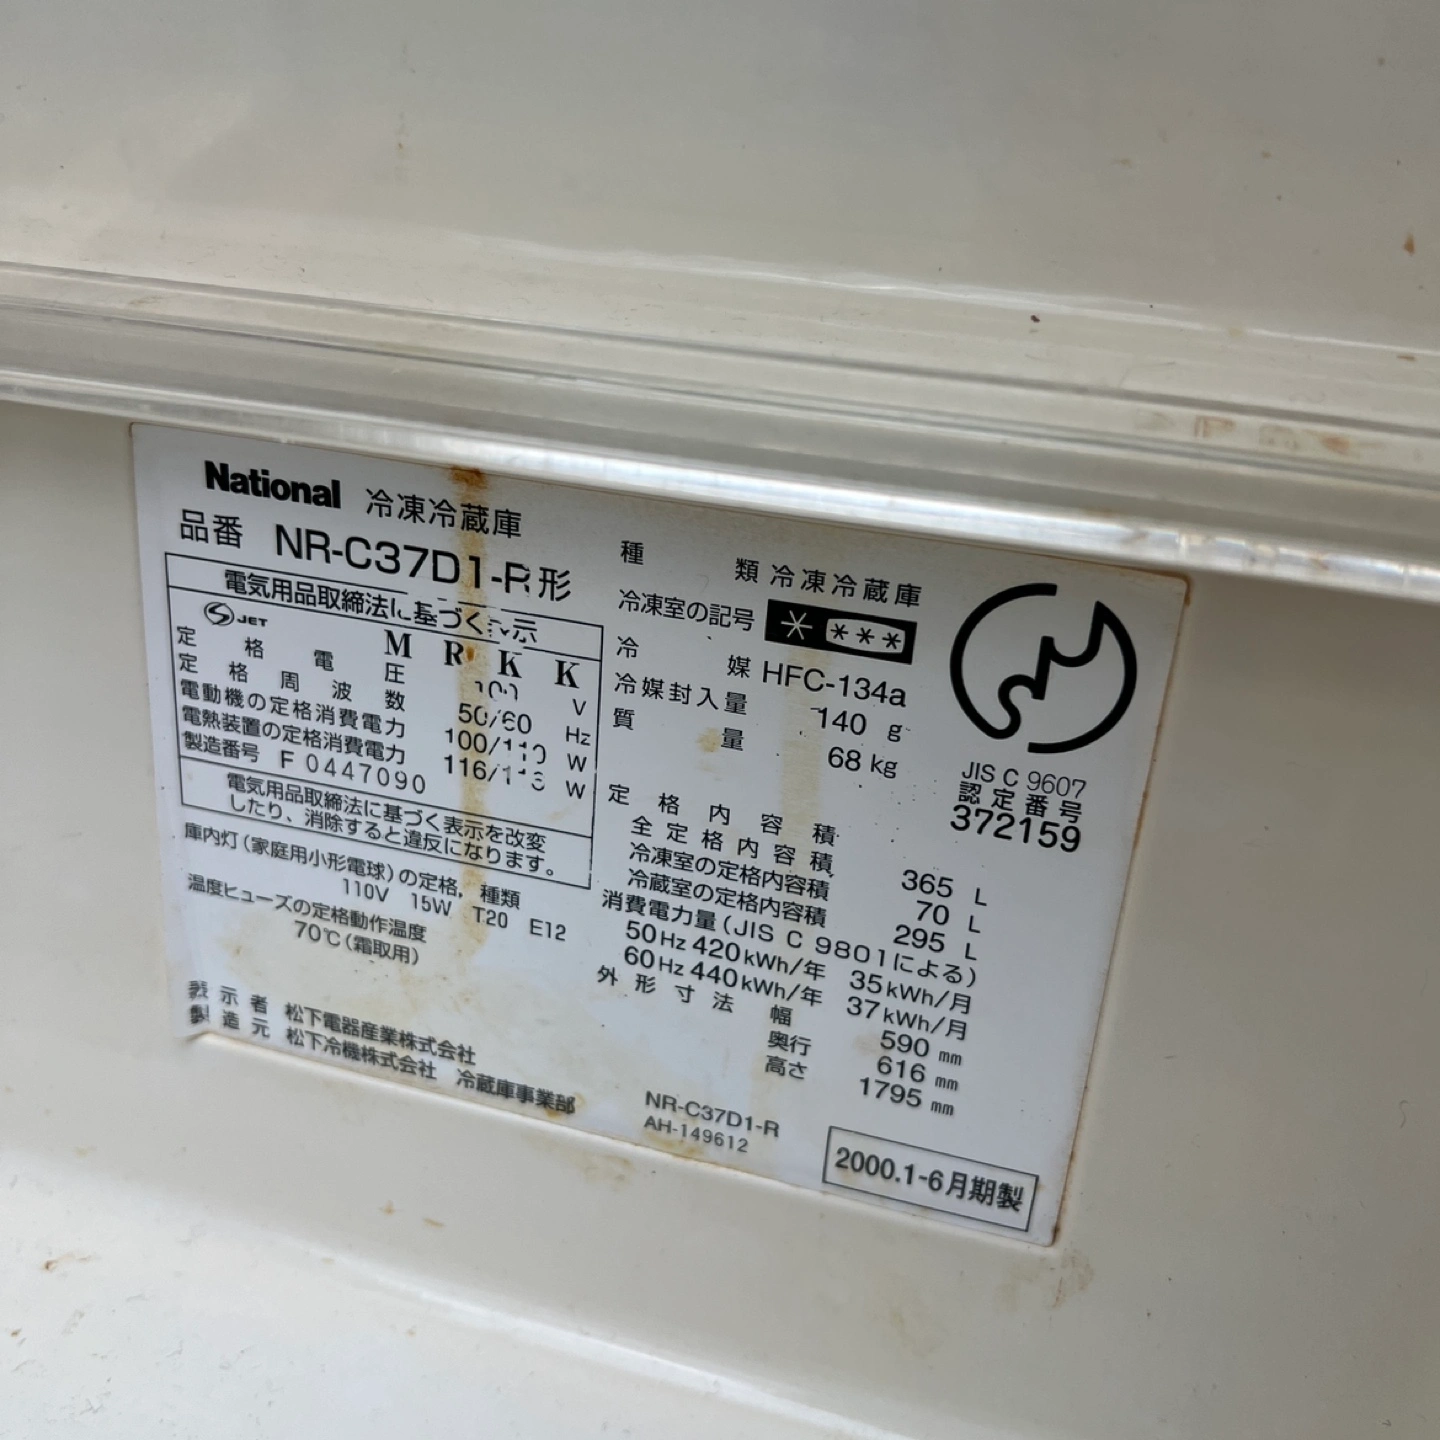 National 冷凍冷蔵庫
品番 NR-C37D1-R形
電気用品取締法に基づく表示
JET M R K K
定格電圧 100 V
定格周波数 50/60 Hz
電動機の定格消費電力 100/110 W
電熱装置の定格消費電力 116/116 W
製造番号 F 0447090
電気用品取締法に基づく表示を改変
したり、消除すると違反になります。
庫内灯(家庭用小形電球)の定格,種類
110V 15W T20 E12
温度ヒューズの定格動作温度
70℃(霜取用)
表示者 松下電器産業株式会社
製造元 松下冷機株式会社 冷蔵庫事業部
種類 冷凍冷蔵庫
冷凍室の記号 * ***
冷媒 HFC-134a
冷媒封入量 140 g
質量 68 kg
定格内容積
全定格内容積 365 L
冷凍室の定格内容積 70 L
冷蔵室の定格内容積 295 L
消費電力量(JIS C 9801による)
50Hz 420kWh/年 35kWh/月
60Hz 440kWh/年 37kWh/月
外形寸法 幅 590 mm
奥行 616 mm
高さ 1795 mm
JIS C 9607
認定番号
372159
NR-C37D1-R
AH-149612
2000.1-6月期製